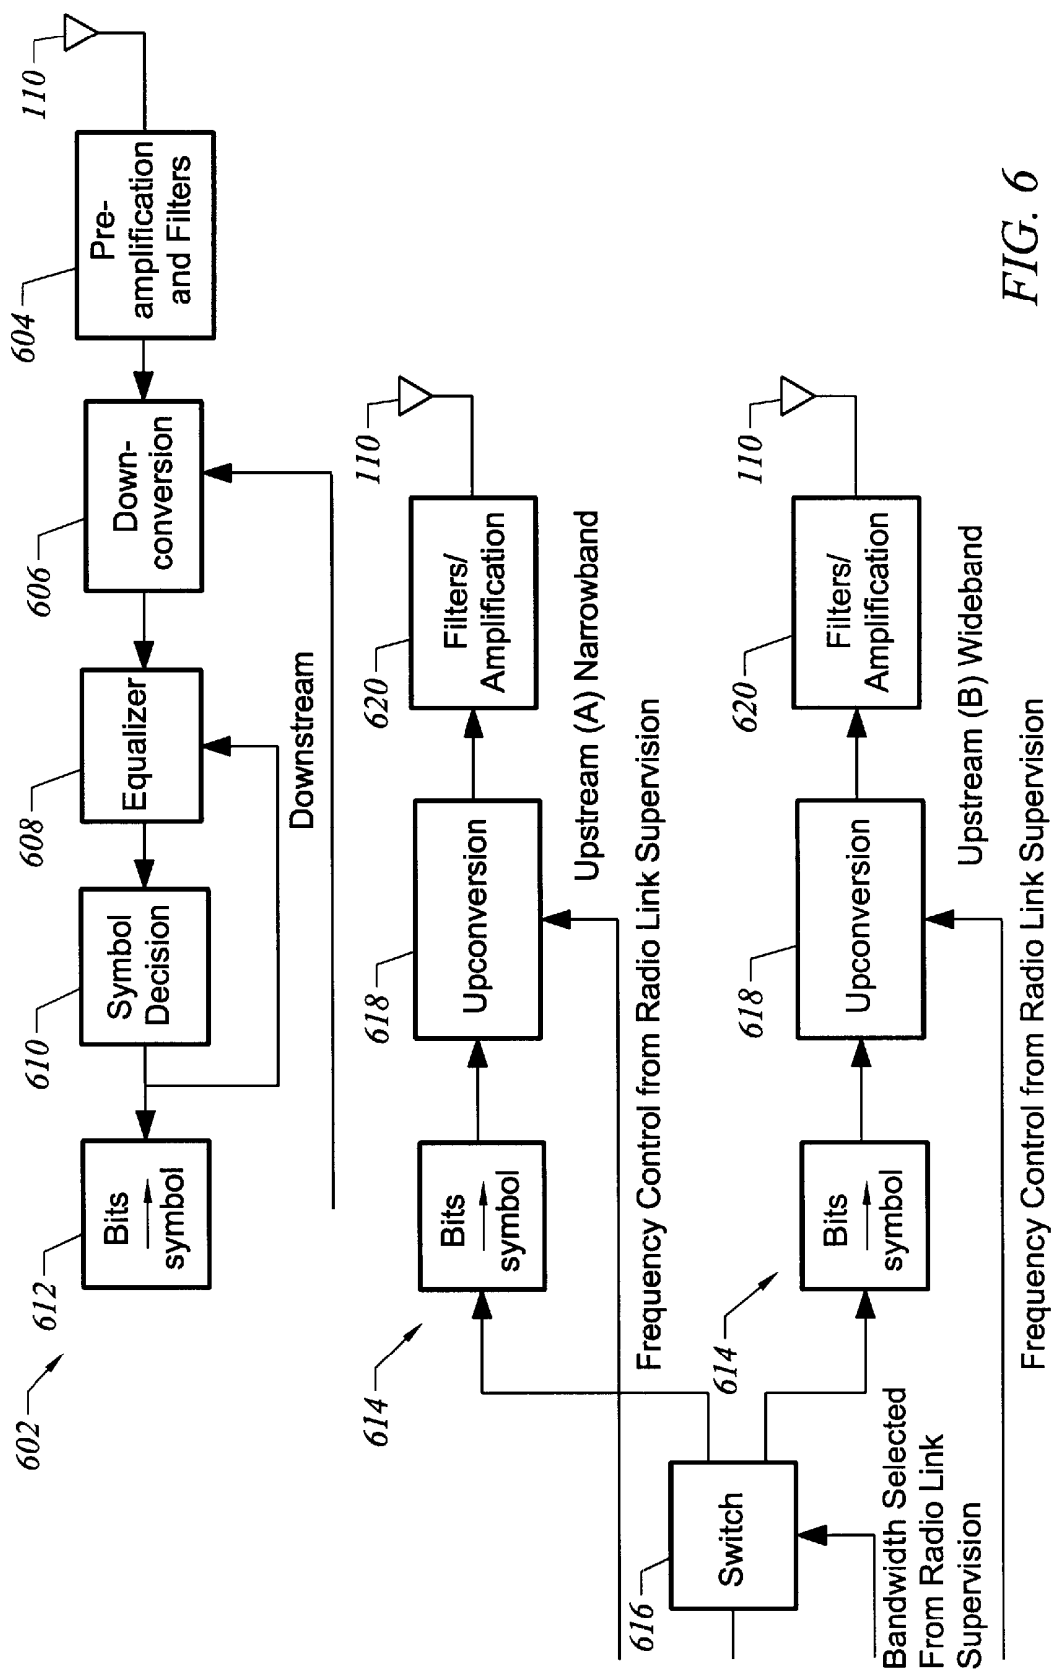 602
612
Bits
symbol
610
Symbol
Decision
608
Equalizer
606
Down-
conversion
604
Pre-
amplification
and Filters
110
Downstream
614
Bits
symbol
618
Upconversion
620
Filters/
Amplification
110
Upstream (A) Narrowband
Frequency Control from Radio Link Supervision
616
Switch
Bandwidth Selected
From Radio Link
Supervision
614
Bits
symbol
618
Upconversion
620
Filters/
Amplification
110
Upstream (B) Wideband
Frequency Control from Radio Link Supervision
FIG. 6